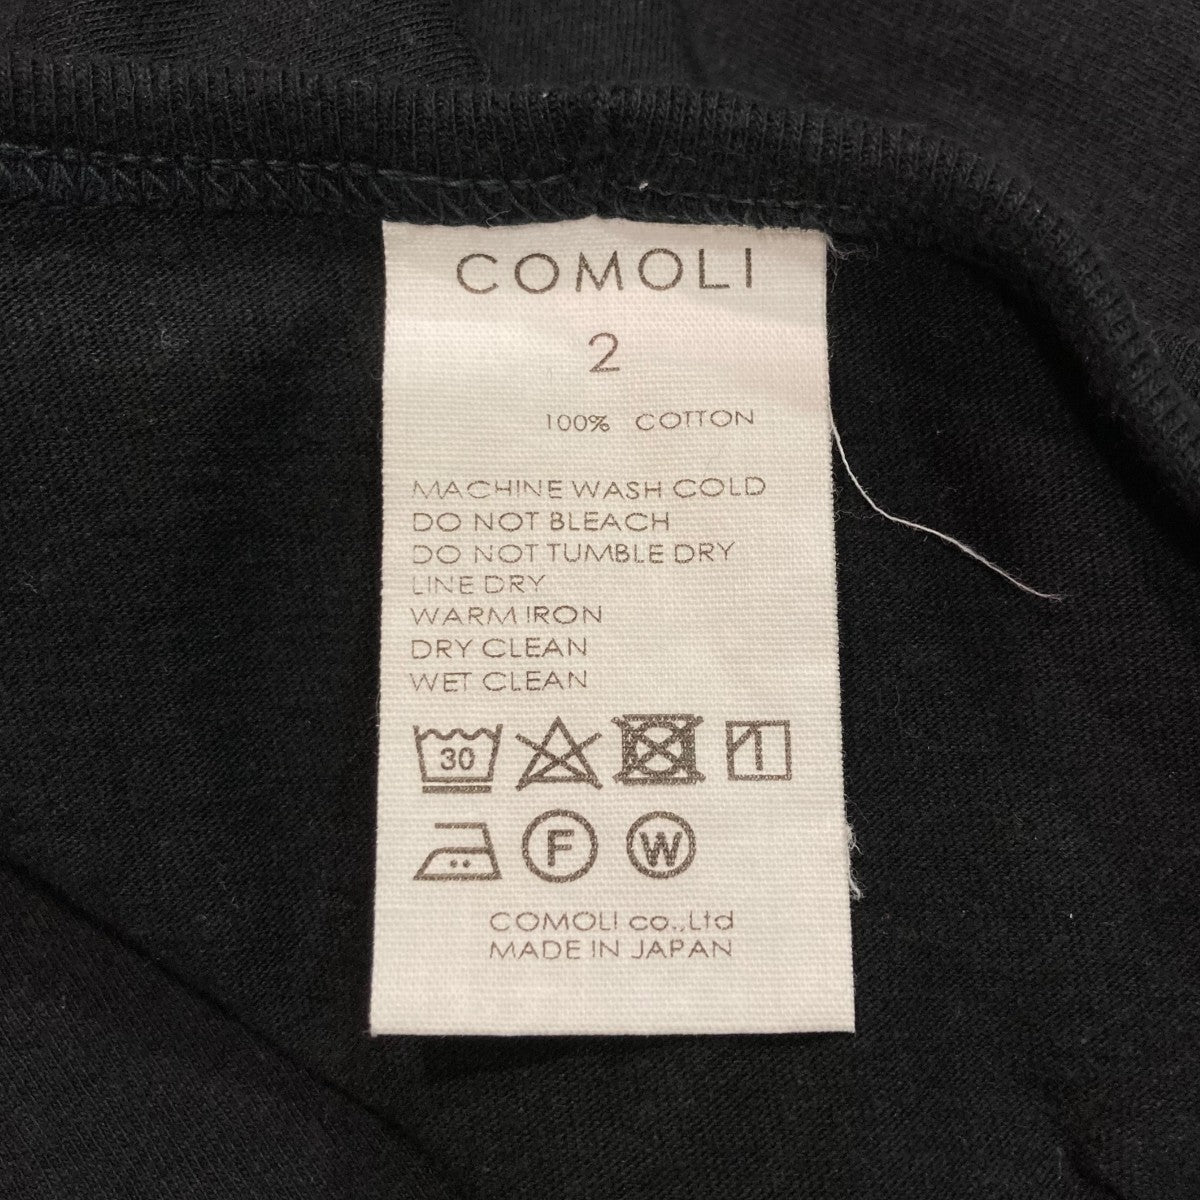 COMOLI
2
100% COTTON
MACHINE WASH COLD
DO NOT BLEACH
DO NOT TUMBLE DRY
LINE DRY
WARM IRON
DRY CLEAN
WET CLEAN
30
F W
COMOLI co.,Ltd
MADE IN JAPAN